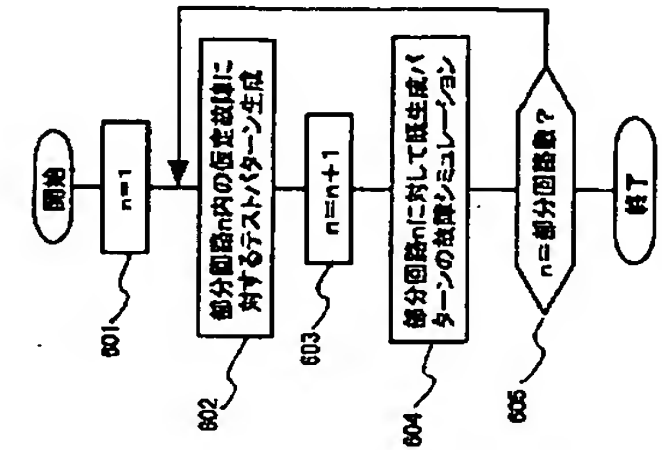 開始
601
n=1
602
部分回路n内の仮定故障に
対するテストパターン生成
603
n=n+1
604
部分回路nに対して既生成パ
ターンの故障シミュレーション
605
n=部分回路数?
終了